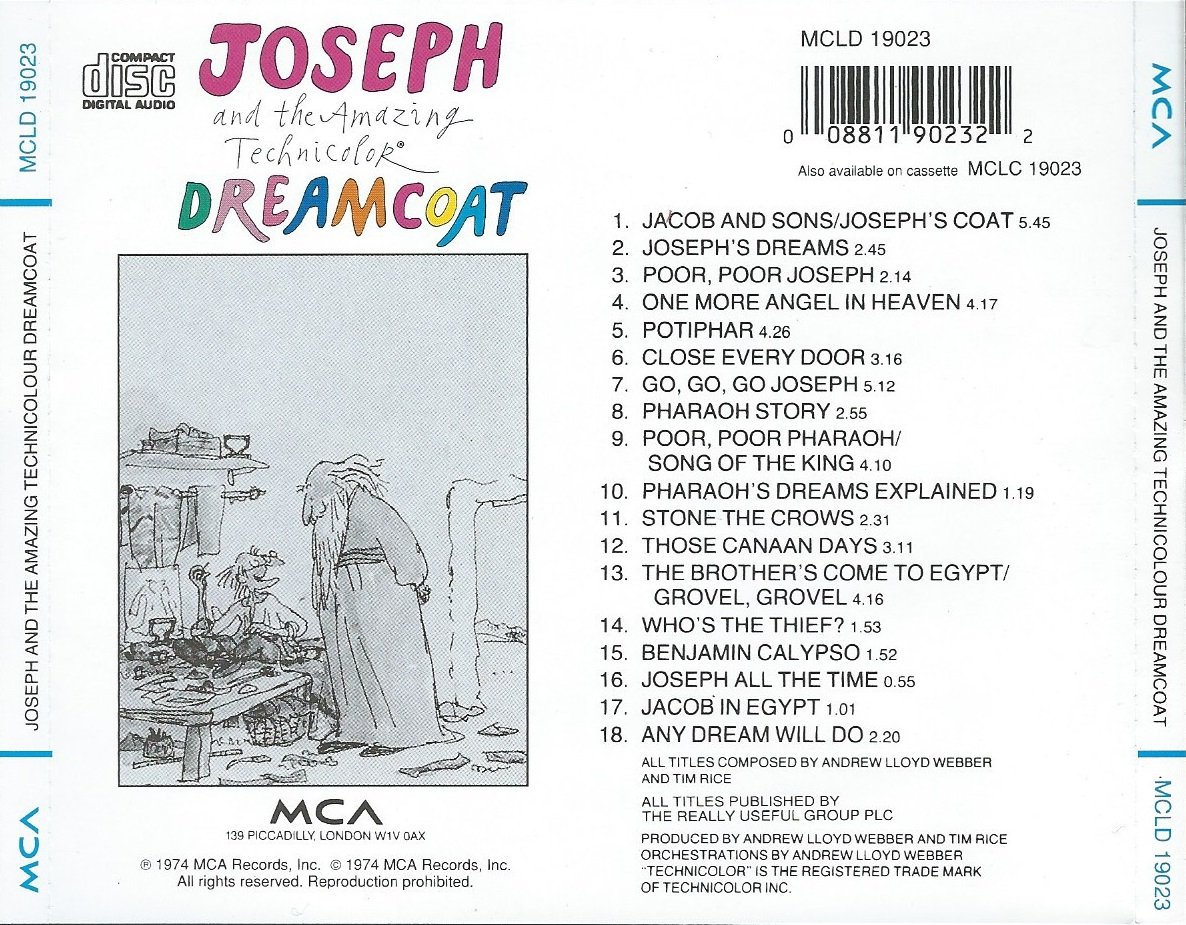 MCLD 19023
JOSEPH AND THE AMAZING TECHNICOLOUR DREAMCOAT
MCA
COMPACT
disc
DIGITAL AUDIO
JOSEPH
and the Amazing
Technicolor®
DREAMCOAT
MCA
139 PICCADILLY, LONDON W1V 0AX
℗ 1974 MCA Records, Inc. © 1974 MCA Records, Inc.
All rights reserved. Reproduction prohibited.
MCLD 19023
0 08811 90232 2
Also available on cassette MCLC 19023
1. JACOB AND SONS/JOSEPH'S COAT 5.45
2. JOSEPH'S DREAMS 2.45
3. POOR, POOR JOSEPH 2.14
4. ONE MORE ANGEL IN HEAVEN 4.17
5. POTIPHAR 4.26
6. CLOSE EVERY DOOR 3.16
7. GO, GO, GO JOSEPH 5.12
8. PHARAOH STORY 2.55
9. POOR, POOR PHARAOH/
SONG OF THE KING 4.10
10. PHARAOH'S DREAMS EXPLAINED 1.19
11. STONE THE CROWS 2.31
12. THOSE CANAAN DAYS 3.11
13. THE BROTHER'S COME TO EGYPT/
GROVEL, GROVEL 4.16
14. WHO'S THE THIEF? 1.53
15. BENJAMIN CALYPSO 1.52
16. JOSEPH ALL THE TIME 0.55
17. JACOB IN EGYPT 1.01
18. ANY DREAM WILL DO 2.20
ALL TITLES COMPOSED BY ANDREW LLOYD WEBBER
AND TIM RICE
ALL TITLES PUBLISHED BY
THE REALLY USEFUL GROUP PLC
PRODUCED BY ANDREW LLOYD WEBBER AND TIM RICE
ORCHESTRATIONS BY ANDREW LLOYD WEBBER
"TECHNICOLOR" IS THE REGISTERED TRADE MARK
OF TECHNICOLOR INC.
MCA
JOSEPH AND THE AMAZING TECHNICOLOUR DREAMCOAT
MCLD 19023